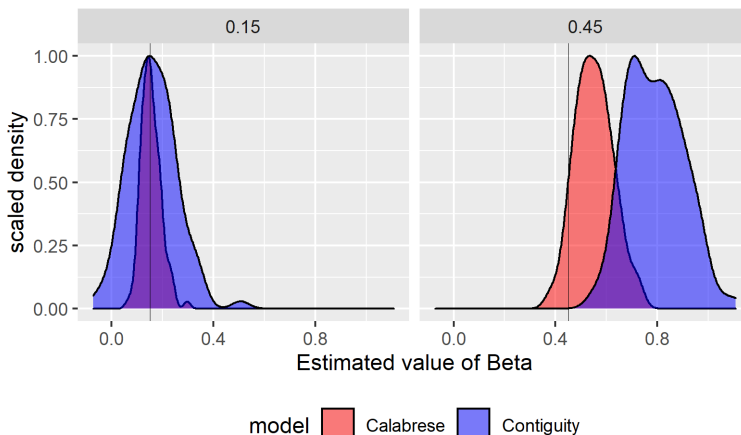 0.15 0.45
scaled density
1.00
0.75
0.50
0.25
0.00
0.0 0.4 0.8 0.0 0.4 0.8
Estimated value of Beta
model Calabrese Contiguity